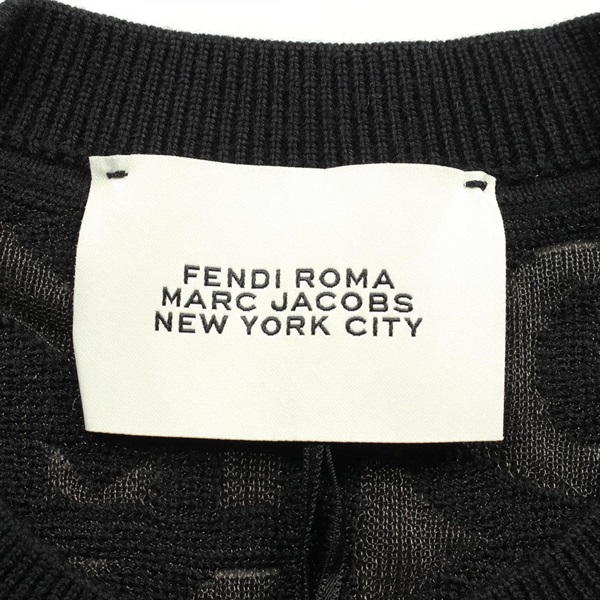 FENDI ROMA
MARC JACOBS
NEW YORK CITY